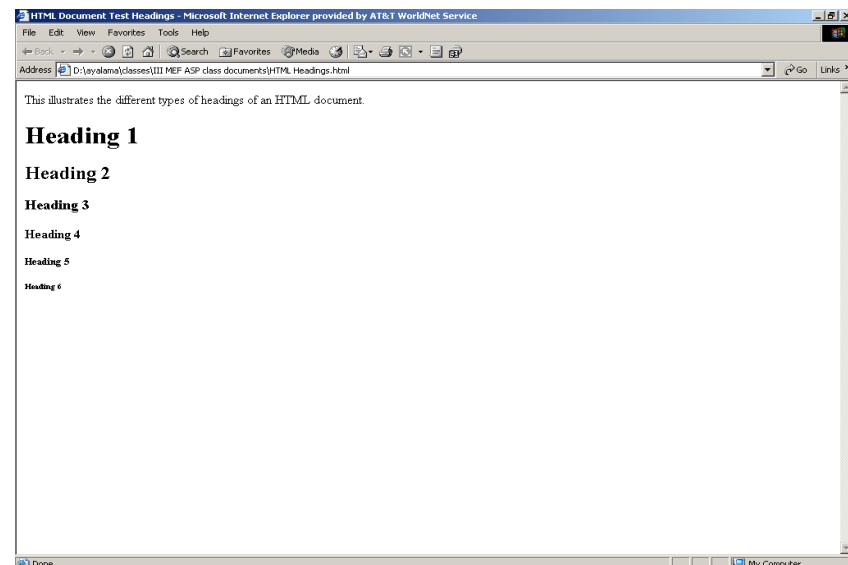 HTML Document Test Headings - Microsoft Internet Explorer provided by AT&T WorldNet Service
File Edit View Favorites Tools Help
Back Search Favorites Media
Address D:\ayalama\classes\III MEF ASP class documents\HTML Headings.html Go Links
This illustrates the different types of headings of an HTML document.
Heading 1
Heading 2
Heading 3
Heading 4
Heading 5
Heading 6
Done My Computer